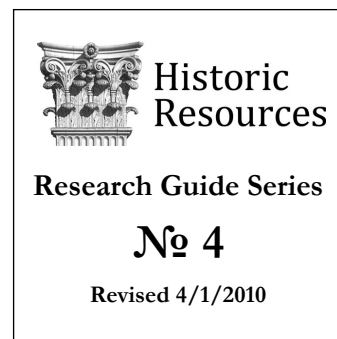 Historic
Resources
Research Guide Series
№ 4
Revised 4/1/2010